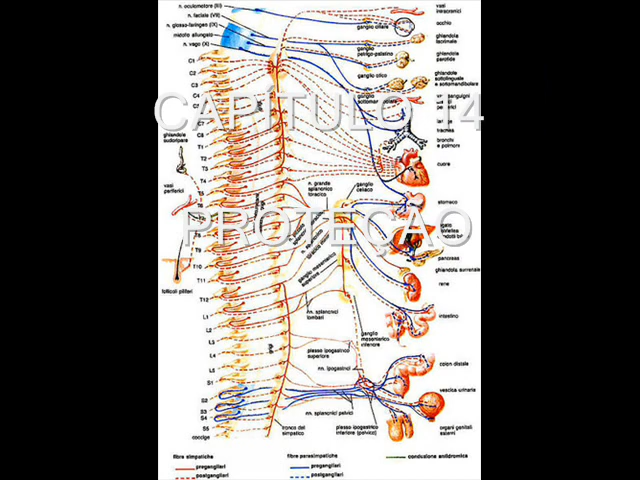 n. oculomotore (III)
n. faciale (VII)
n. glosso-faringeo (IX)
midollo allungato
n. vago (X)
C1
C2
C3
C7
C8
T1
T2
T3
T4
T5
T6
T8
T9
T10
T11
T12
L1
L2
L3
L4
L5
S1
S2
S3
S4
S5
coccige
ghiandole
sudoripare
vasi
periferici
follicoli piliferi
vasi
intracranici
occhio
ganglio ciliare
ghiandola
lacrimale
ganglio
pterigo-palatino
ghiandola
parotide
ganglio otico
ghiandole
sottolinguale
e sottomandibolare
ganglio
CAPÍTULO 14
trachea
bronchi
e polmoni
cuore
n. grande
splancnico
toracico
ganglio
celiaco
stomaco
PROTEÇÃO
pancreas
ghiandola surrenale
rene
ganglio mesenterico
superiore
intestino
nn. splancnici
lombari
ganglio
mesenterico
inferiore
plesso ipogastrico
superiore
nn. ipogastrici
colon distale
vescica urinaria
nn. splancnici pelvici
plesso ipogastrico
inferiore (pelvico)
tronco del
simpatico
organi genitali
esterni
fibre simpatiche
pregangliari
postgangliari
fibre parasimpatiche
pregangliari
postgangliari
conduzione antidromica